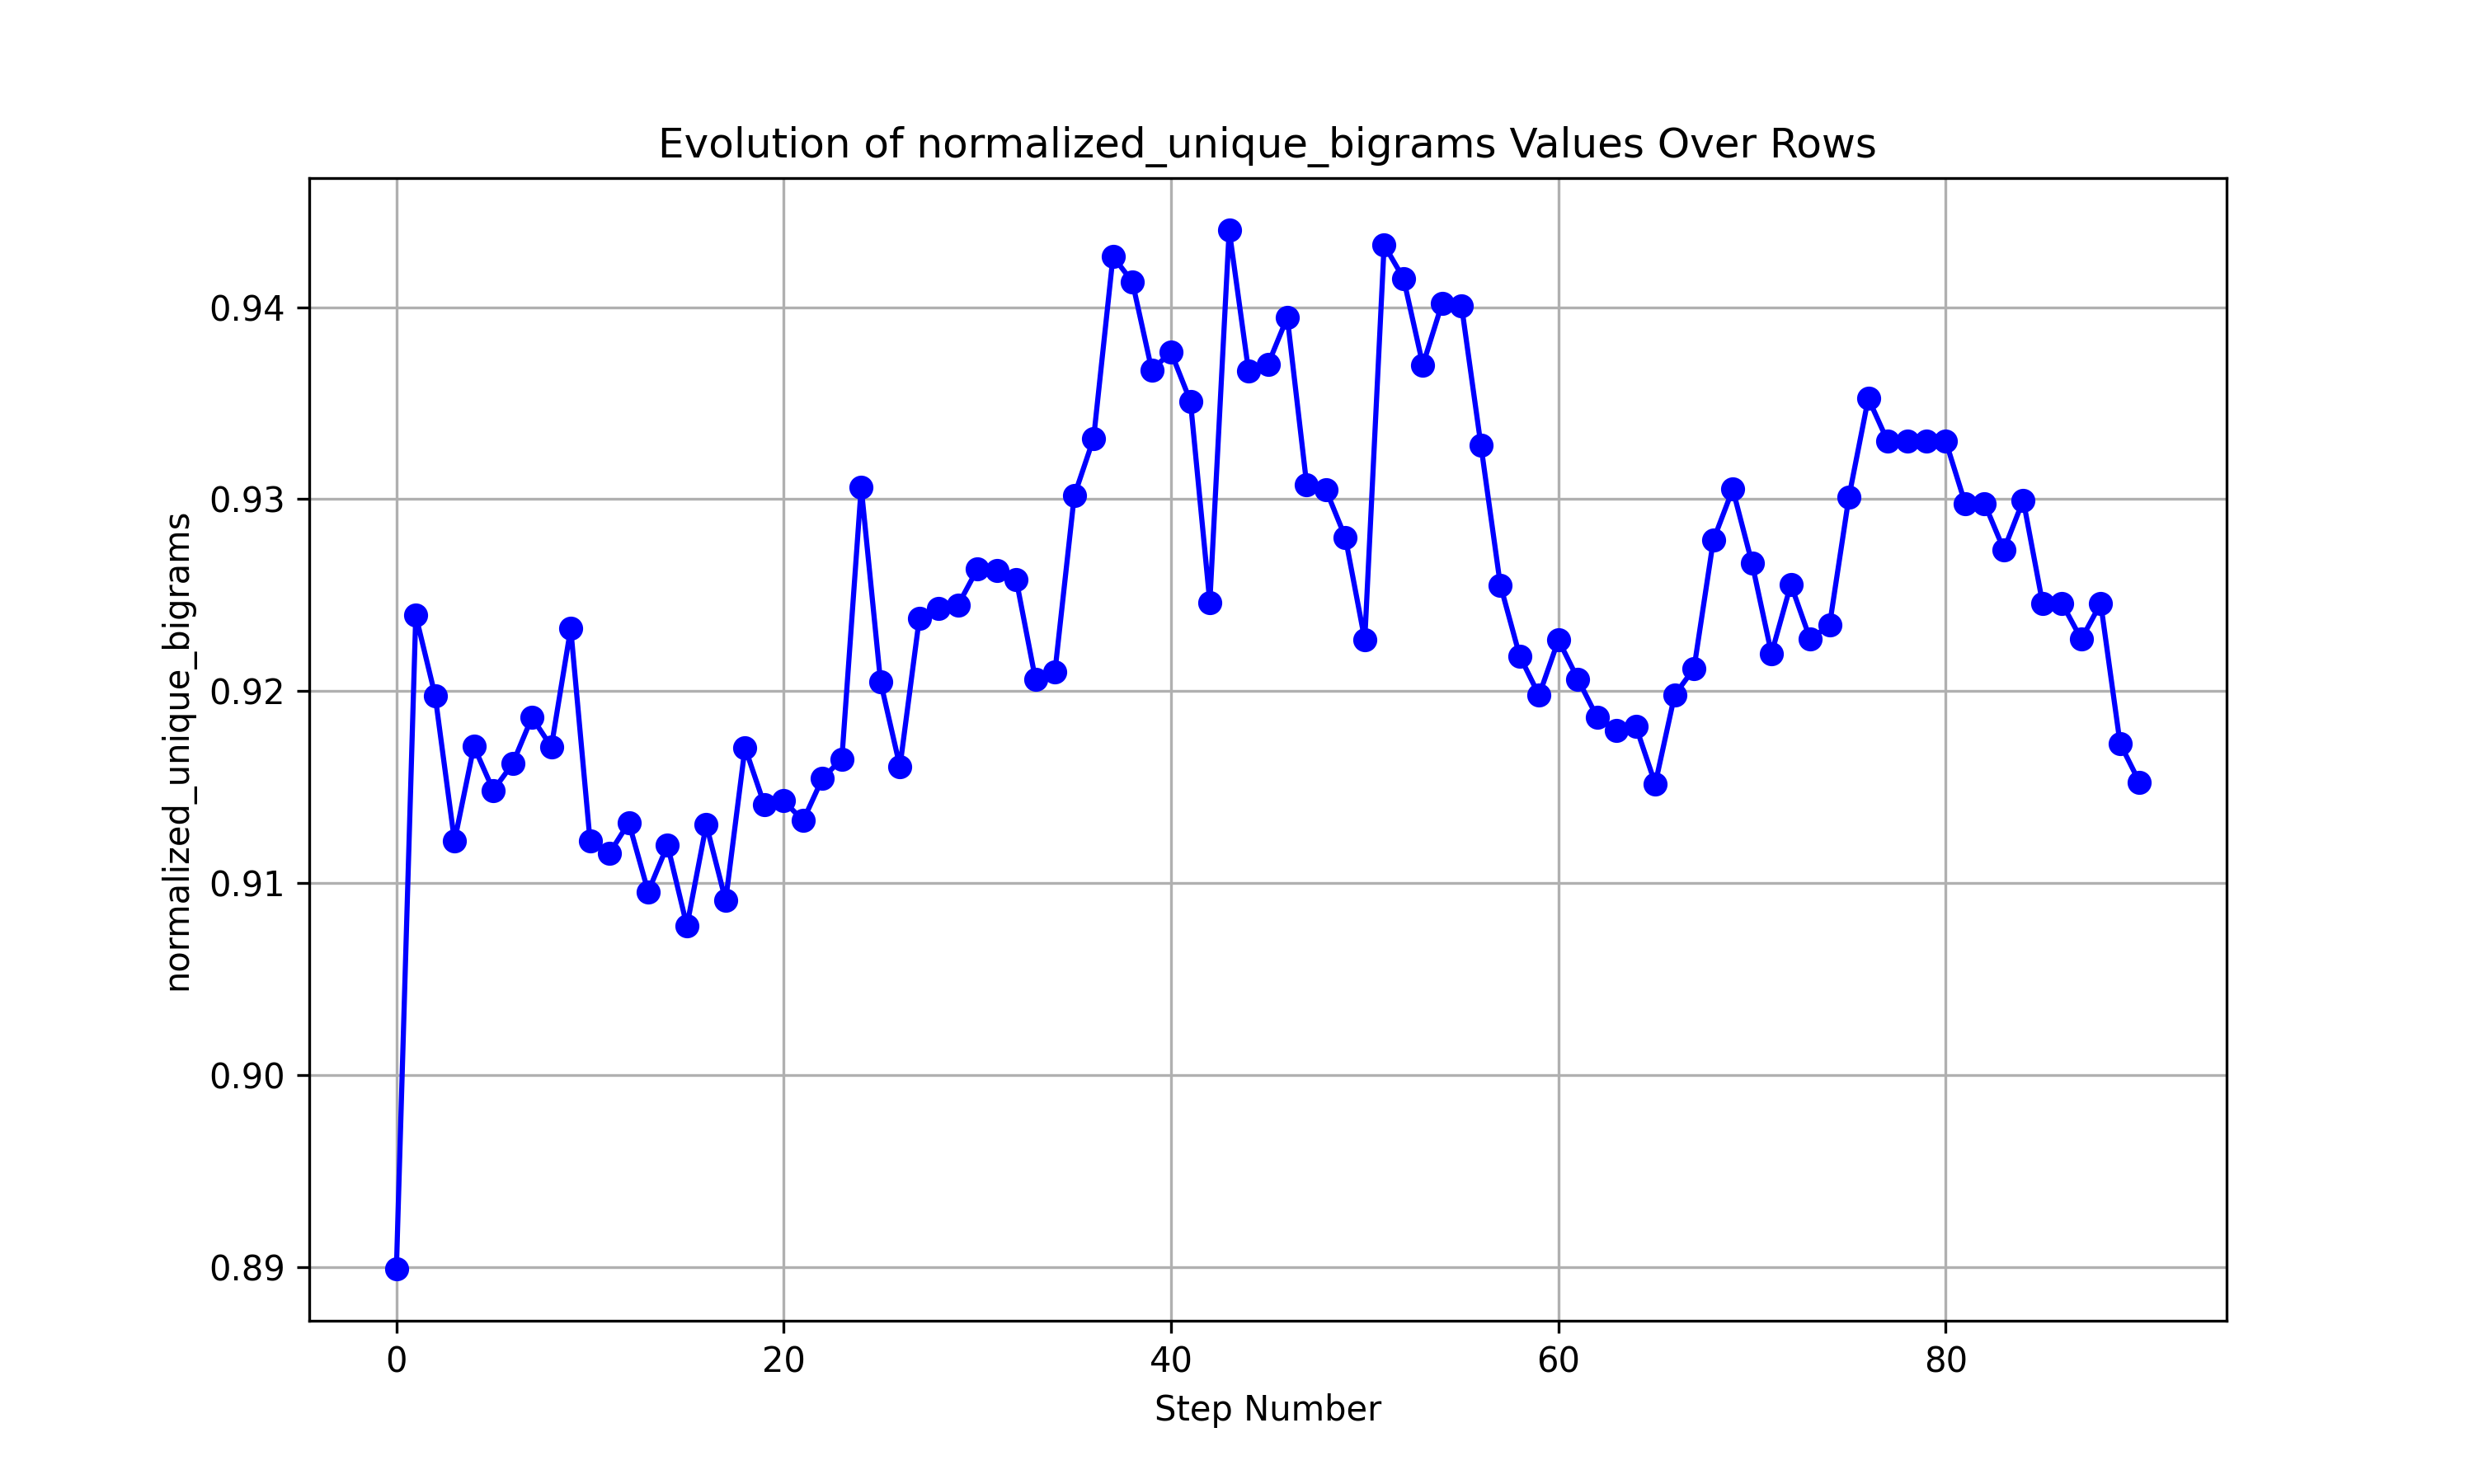 Evolution of normalized_unique_bigrams Values Over Rows
normalized_unique_bigrams
0.94
0.93
0.92
0.91
0.90
0.89
0 20 40 60 80
Step Number